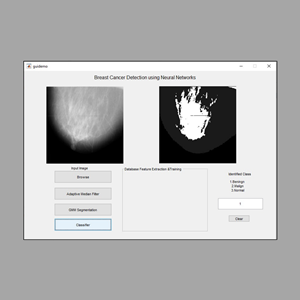 guidemo
Breast Cancer Detection using Neural Networks
Input Image
Browse
Adaptive Median Filter
GMM Segmentation
Classifier
Database Feature Extraction &Training
Identified Class
1.Benign
2.Malign
3.Normal
1
Clear